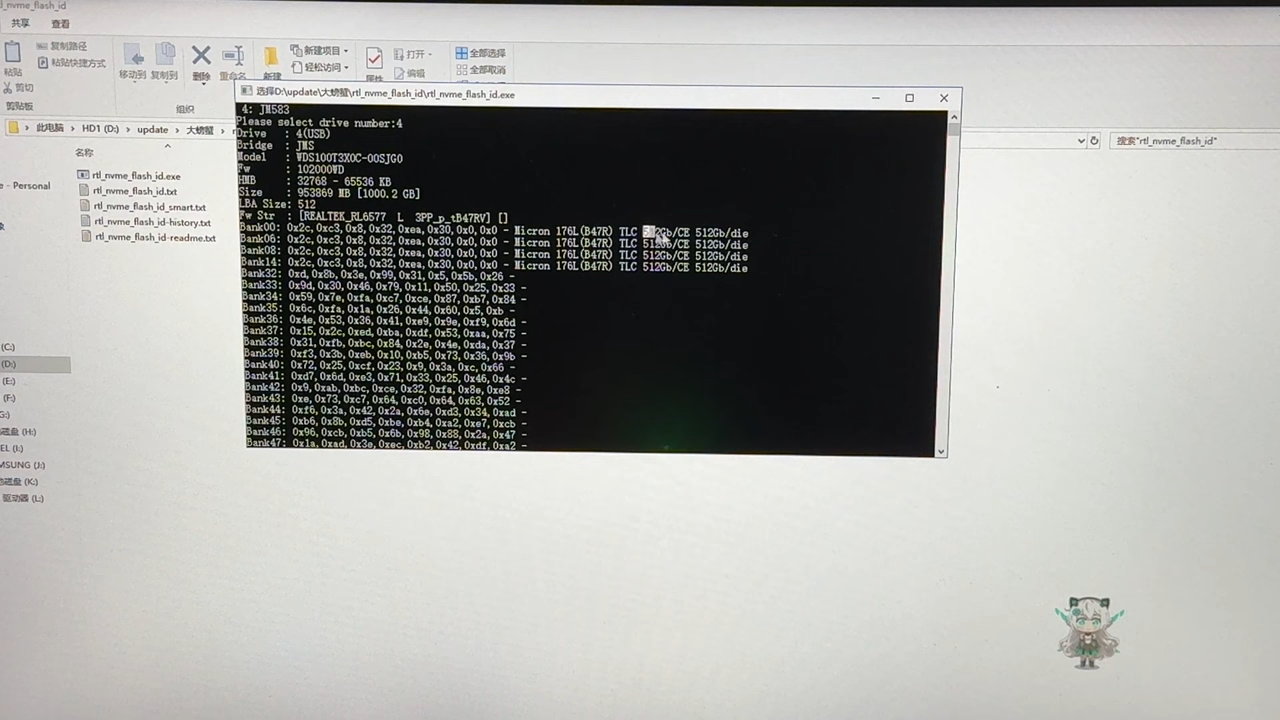 rtl_nvme_flash_id
共享 查看
复制路径
粘贴快捷方式
粘贴
剪切
剪贴板
移动到 复制到
删除 重命名
组织
新建
新建项目
轻松访问
属性
打开
编辑
全部选择
全部取消
此电脑 > HD1 (D:) > update > 大螃蟹 >
搜索"rtl_nvme_flash_id"
名称
rtl_nvme_flash_id.exe
rtl_nvme_flash_id.txt
rtl_nvme_flash_id_smart.txt
rtl_nvme_flash_id-history.txt
rtl_nvme_flash_id-readme.txt
- Personal
(C:)
(D:)
(E:)
(F:)
G:)
磁盘 (H:)
EL (I:)
MSUNG (J:)
磁盘 (K:)
驱动器 (L:)
选择D:\update\大螃蟹\rtl_nvme_flash_id\rtl_nvme_flash_id.exe
4: JM583
Please select drive number:4
Drive : 4(USB)
Bridge : JMS
Model : WDS100T3X0C-00SJG0
Fw : 102000WD
HMB : 32768 - 65536 KB
Size : 953869 MB [1000.2 GB]
LBA Size: 512
Fw Str : [REALTEK_RL6577 L 3PP_p_tB47RV] []
Bank00: 0x2c,0xc3,0x8,0x32,0xea,0x30,0x0,0x0 - Micron 176L(B47R) TLC 512Gb/CE 512Gb/die
Bank06: 0x2c,0xc3,0x8,0x32,0xea,0x30,0x0,0x0 - Micron 176L(B47R) TLC 512Gb/CE 512Gb/die
Bank08: 0x2c,0xc3,0x8,0x32,0xea,0x30,0x0,0x0 - Micron 176L(B47R) TLC 512Gb/CE 512Gb/die
Bank14: 0x2c,0xc3,0x8,0x32,0xea,0x30,0x0,0x0 - Micron 176L(B47R) TLC 512Gb/CE 512Gb/die
Bank32: 0xd,0x8b,0x3e,0x99,0x31,0x5,0x5b,0x26 -
Bank33: 0x9d,0x30,0x46,0x79,0x11,0x50,0x25,0x33 -
Bank34: 0x59,0x7e,0xfa,0xc7,0xce,0x87,0xb7,0x84 -
Bank35: 0x6c,0xfa,0x1a,0x26,0x44,0x60,0x5,0xb -
Bank36: 0x4e,0x53,0x36,0x41,0xe9,0x9e,0xf9,0x6d -
Bank37: 0x15,0x2c,0xed,0xba,0xdf,0x53,0xaa,0x75 -
Bank38: 0x31,0xfb,0xbc,0x84,0x2e,0x4e,0xda,0x37 -
Bank39: 0xf3,0x3b,0xeb,0x10,0xb5,0x73,0x36,0x9b -
Bank40: 0x72,0x25,0xcf,0x23,0x9,0x3a,0xc,0x66 -
Bank41: 0xd7,0x6d,0xe3,0x71,0x33,0x25,0x46,0x4c -
Bank42: 0x9,0xab,0xbc,0xce,0x32,0xfa,0x8e,0xe8 -
Bank43: 0xe,0x73,0xc7,0x64,0xc0,0x64,0x63,0x52 -
Bank44: 0xf6,0x3a,0x42,0x2a,0x6e,0xd3,0x34,0xad -
Bank45: 0xb6,0x8b,0xd5,0xbe,0xb4,0xa2,0xe7,0xcb -
Bank46: 0x96,0xcb,0xb5,0x6b,0x98,0x88,0x2a,0x47 -
Bank47: 0x1a,0xad,0x3e,0xec,0xb2,0x42,0xdf,0xa2 -